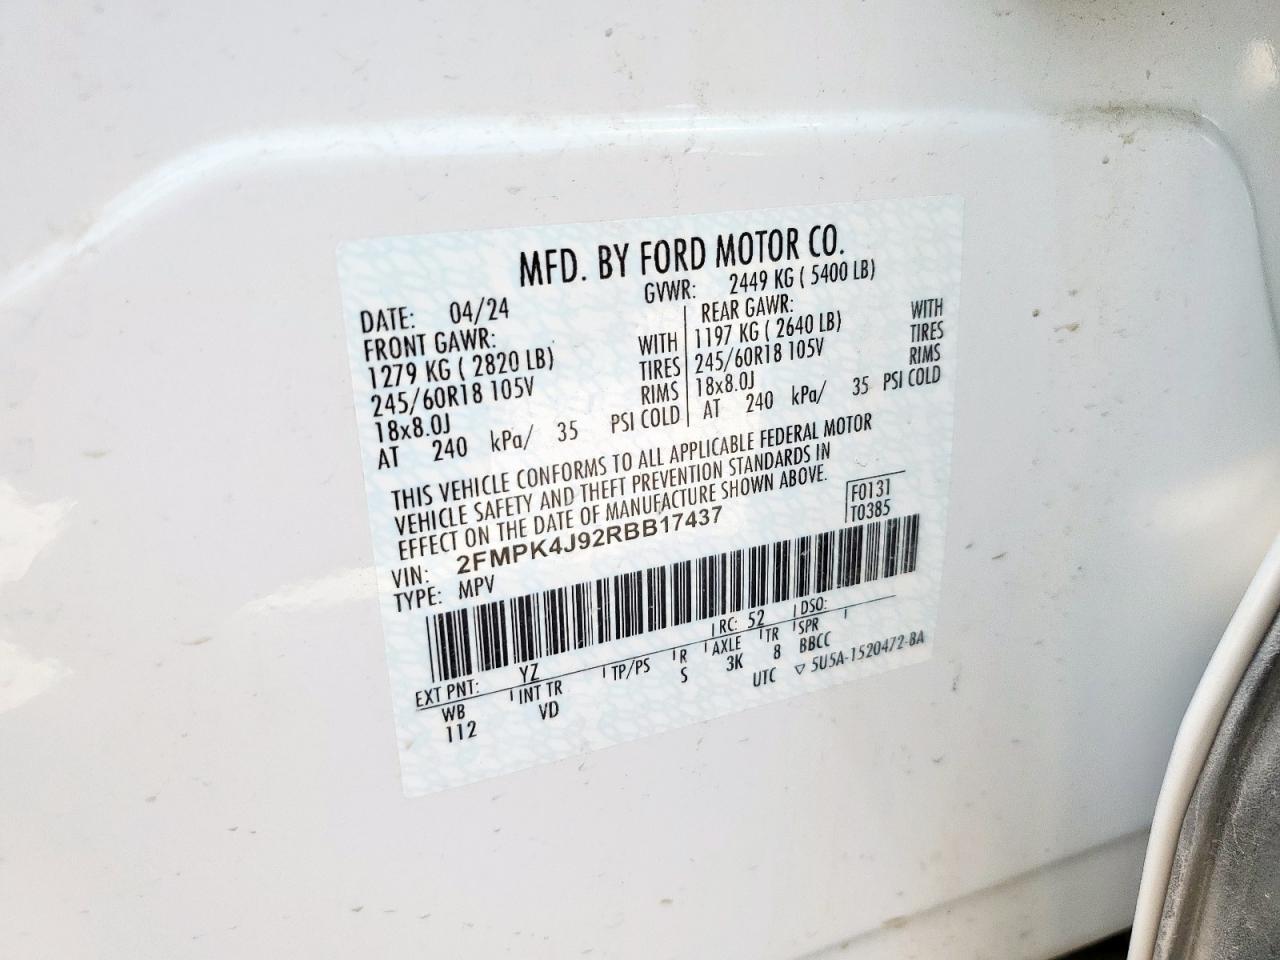 MFD. BY FORD MOTOR CO.
DATE: 04/24 GVWR: 2449 KG ( 5400 LB)
FRONT GAWR: REAR GAWR:
1279 KG ( 2820 LB) WITH 1197 KG ( 2640 LB) WITH
245/60R18 105V TIRES 245/60R18 105V TIRES
18x8.0J RIMS 18x8.0J RIMS
AT 240 kPa/ 35 PSI COLD AT 240 kPa/ 35 PSI COLD
THIS VEHICLE CONFORMS TO ALL APPLICABLE FEDERAL MOTOR
VEHICLE SAFETY AND THEFT PREVENTION STANDARDS IN
EFFECT ON THE DATE OF MANUFACTURE SHOWN ABOVE.
VIN: 2FMPK4J92RBB17437 F0131
TYPE: MPV T0385
EXT PNT: YZ RC: 52 DSO:
WB INT TR TP/PS R AXLE TR SPR
112 VD S 3K 8 BBCC
UTC ▽ 5U5A-1520472-BA